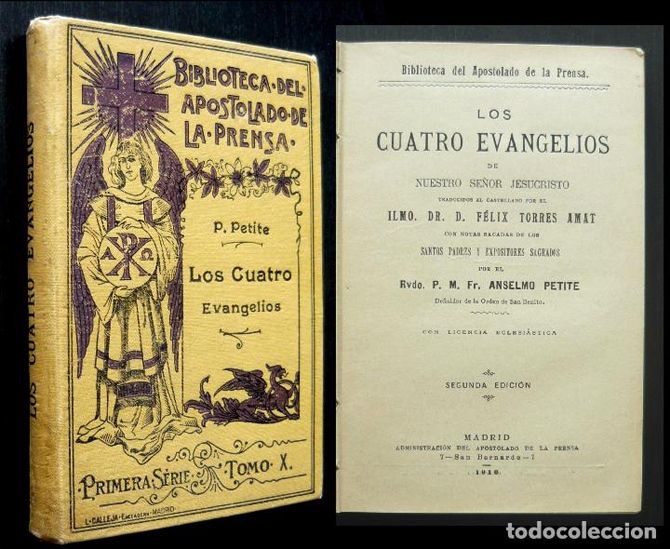 LOS CUATRO EVANGELIOS
BIBLIOTECA·DEL·
APOSTOLADO·DE·
LA·PRENSA·
P. Petite
Los Cuatro
Evangelios
Α
Ω
PRIMERA·SÉRIE· TOMO X.
L. CALLEJA - ENCUADERN. - MADRID
Biblioteca del Apostolado de la Prensa.
LOS
CUATRO EVANGELIOS
DE
NUESTRO SEÑOR JESUCRISTO
TRADUCIDOS AL CASTELLANO POR EL
ILMO. DR. D. FÉLIX TORRES AMAT
CON NOTAS SACADAS DE LOS
SANTOS PADRES Y EXPOSITORES SAGRADOS
POR EL
Rvdo. P. M. Fr. ANSELMO PETITE
Definidor de la Orden de San Benito.
CON LICENCIA ECLESIÁSTICA
SEGUNDA EDICIÓN
MADRID
ADMINISTRACIÓN DEL APOSTOLADO DE LA PRENSA
7—San Bernardo—7
todocoleccion